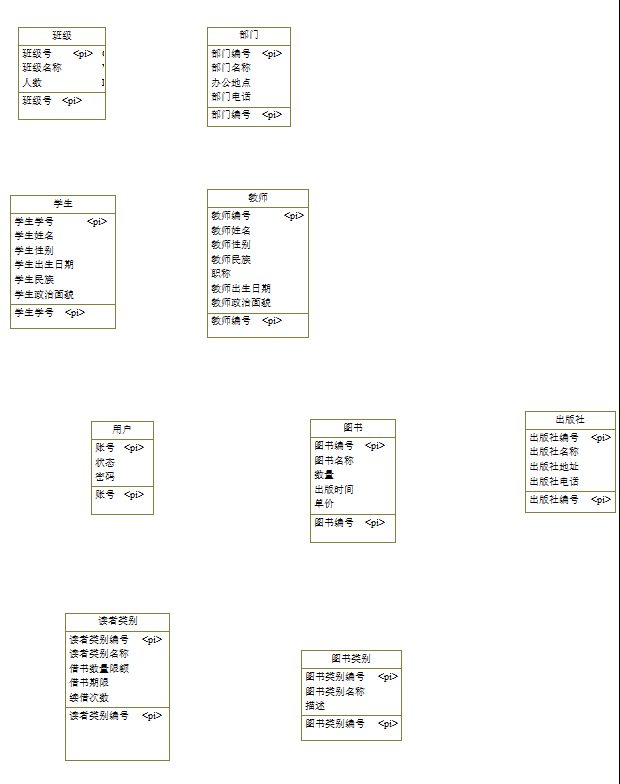 班级
班级号 <pi>
班级名称
人数
班级号 <pi>
部门
部门编号 <pi>
部门名称
办公地点
部门电话
部门编号 <pi>
学生
学生学号 <pi>
学生姓名
学生性别
学生出生日期
学生民族
学生政治面貌
学生学号 <pi>
教师
教师编号 <pi>
教师姓名
教师性别
教师民族
职称
教师出生日期
教师政治面貌
教师编号 <pi>
用户
账号 <pi>
状态
密码
账号 <pi>
图书
图书编号 <pi>
图书名称
数量
出版时间
单价
图书编号 <pi>
出版社
出版社编号 <pi>
出版社名称
出版社地址
出版社电话
出版社编号 <pi>
读者类别
读者类别编号 <pi>
读者类别名称
借书数量限额
借书期限
续借次数
读者类别编号 <pi>
图书类别
图书类别编号 <pi>
图书类别名称
描述
图书类别编号 <pi>